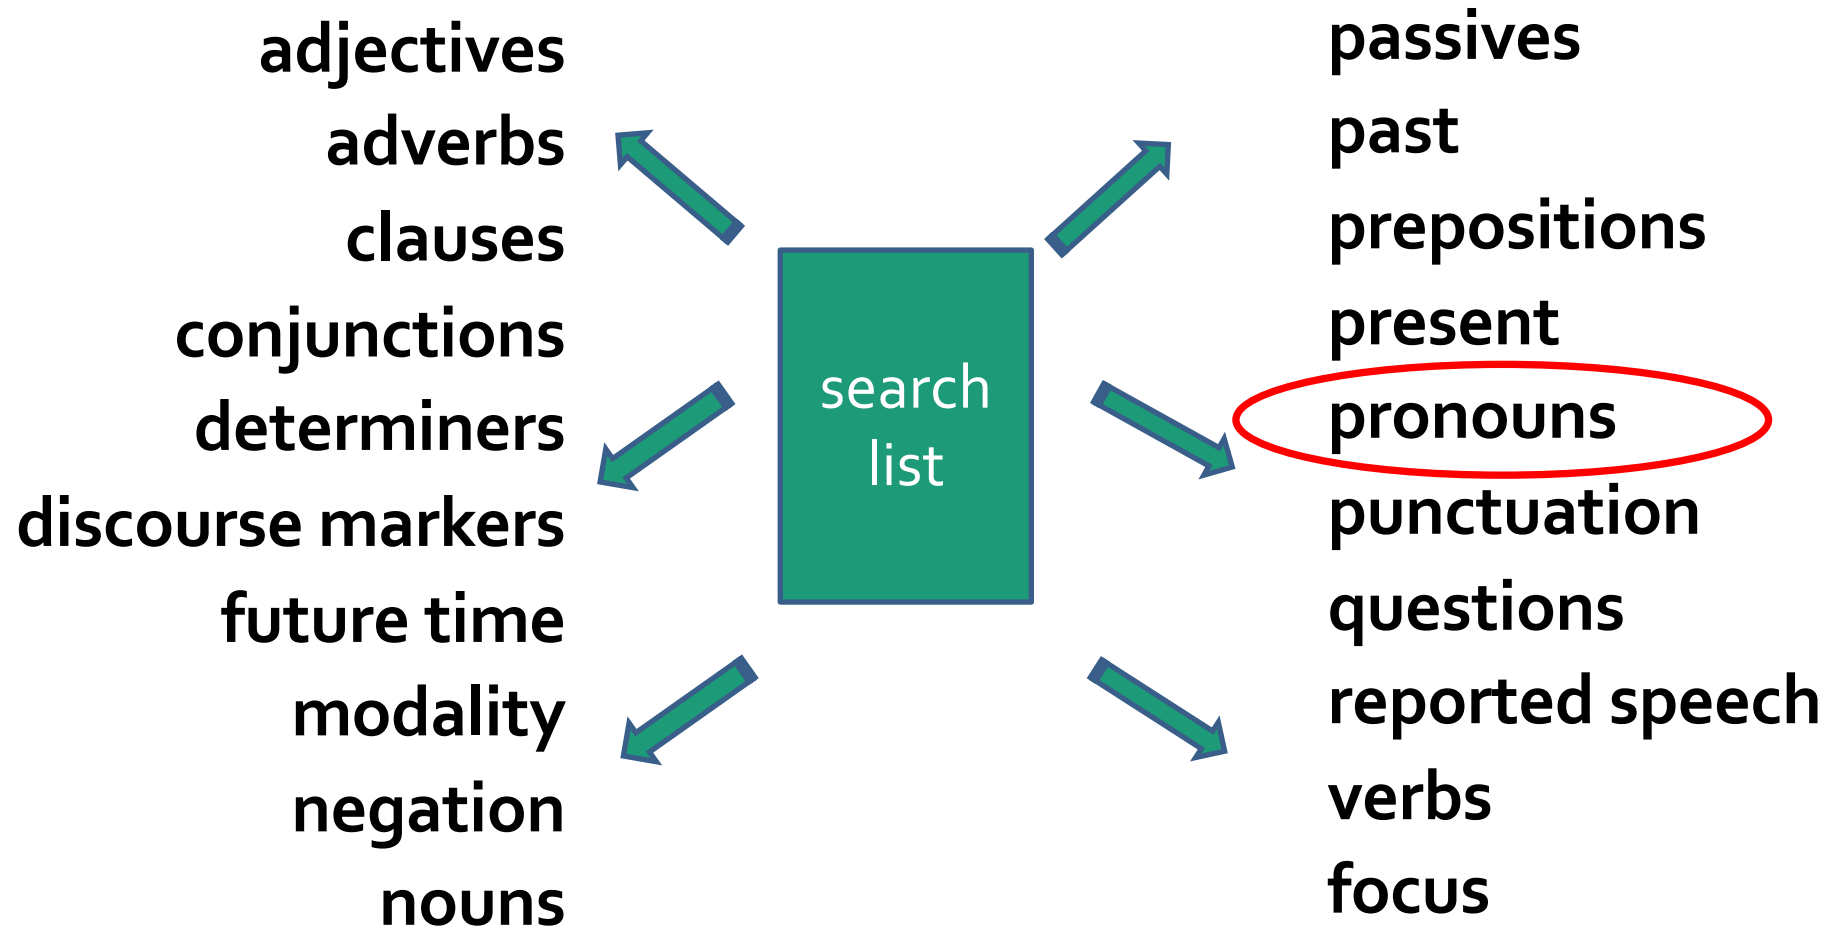 adjectives
adverbs
clauses
conjunctions
determiners
discourse markers
future time
modality
negation
nouns
search
list
passives
past
prepositions
present
pronouns
punctuation
questions
reported speech
verbs
focus